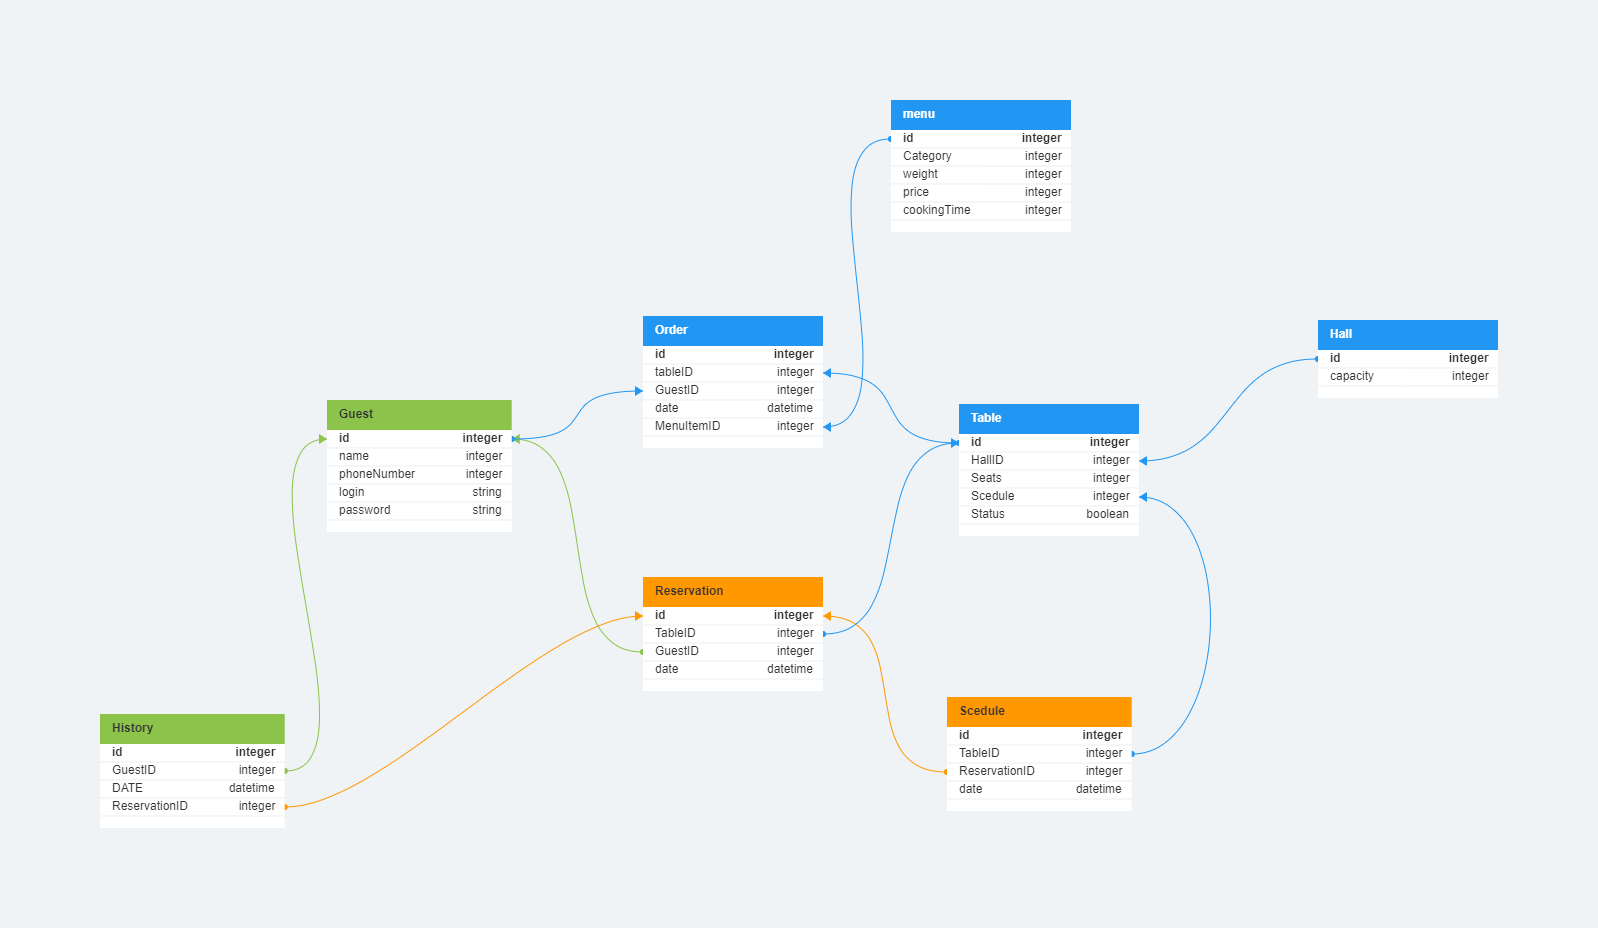 menu
id integer
Category integer
weight integer
price integer
cookingTime integer
Order
id integer
tableID integer
GuestID integer
date datetime
MenuItemID integer
Hall
id integer
capacity integer
Guest
id integer
name integer
phoneNumber integer
login string
password string
Table
id integer
HallID integer
Seats integer
Scedule integer
Status boolean
Reservation
id integer
TableID integer
GuestID integer
date datetime
History
id integer
GuestID integer
DATE datetime
ReservationID integer
Scedule
id integer
TableID integer
ReservationID integer
date datetime